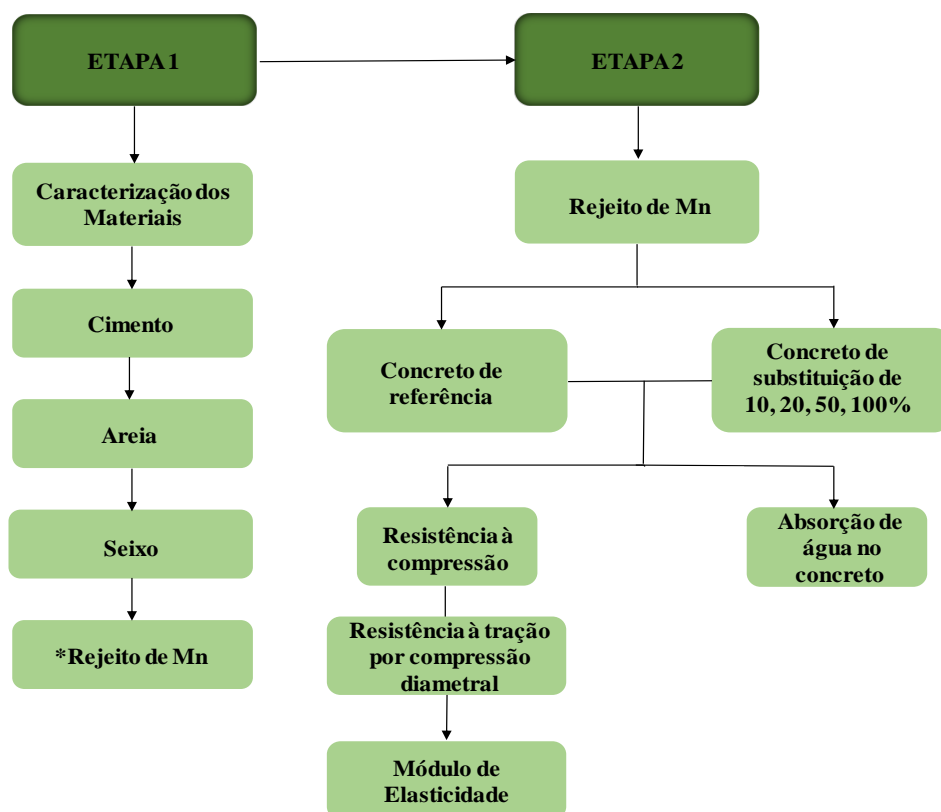 ETAPA 1
ETAPA 2
Caracterização dos
Materiais
Cimento
Areia
Seixo
*Rejeito de Mn
Rejeito de Mn
Concreto de
referência
Concreto de
substituição de
10, 20, 50, 100%
Resistência à
compressão
Resistência à tração
por compressão
diametral
Módulo de
Elasticidade
Absorção de
água no
concreto